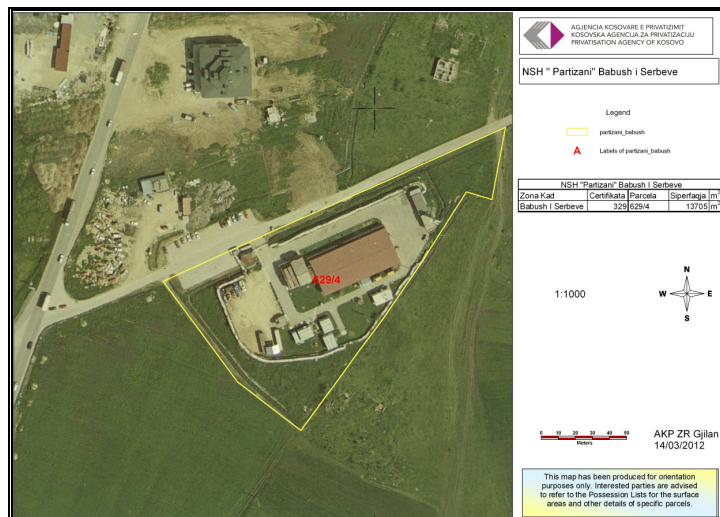 AGJENCIA KOSOVARE E PRIVATIZIMIT
KOSOVSKA AGENCIJA ZA PRIVATIZACIJU
PRIVATISATION AGENCY OF KOSOVO
NSH " Partizani" Babush i Serbeve
Legend
partizani_babush
A Labels of partizani_babush
NSH "Partizani" Babush I Serbeve
Zona Kad Certifikata Parcela Siperfaqja m²
Babush I Serbeve 329 629/4 13705 m²
629/4
1:1000
N
W E
S
0 10 20 30 40 50
Meters
AKP ZR Gjilan
14/03/2012
This map has been produced for orientation
purposes only. Interested parties are advised
to refer to the Possession Lists for the surface
areas and other details of specific parcels.